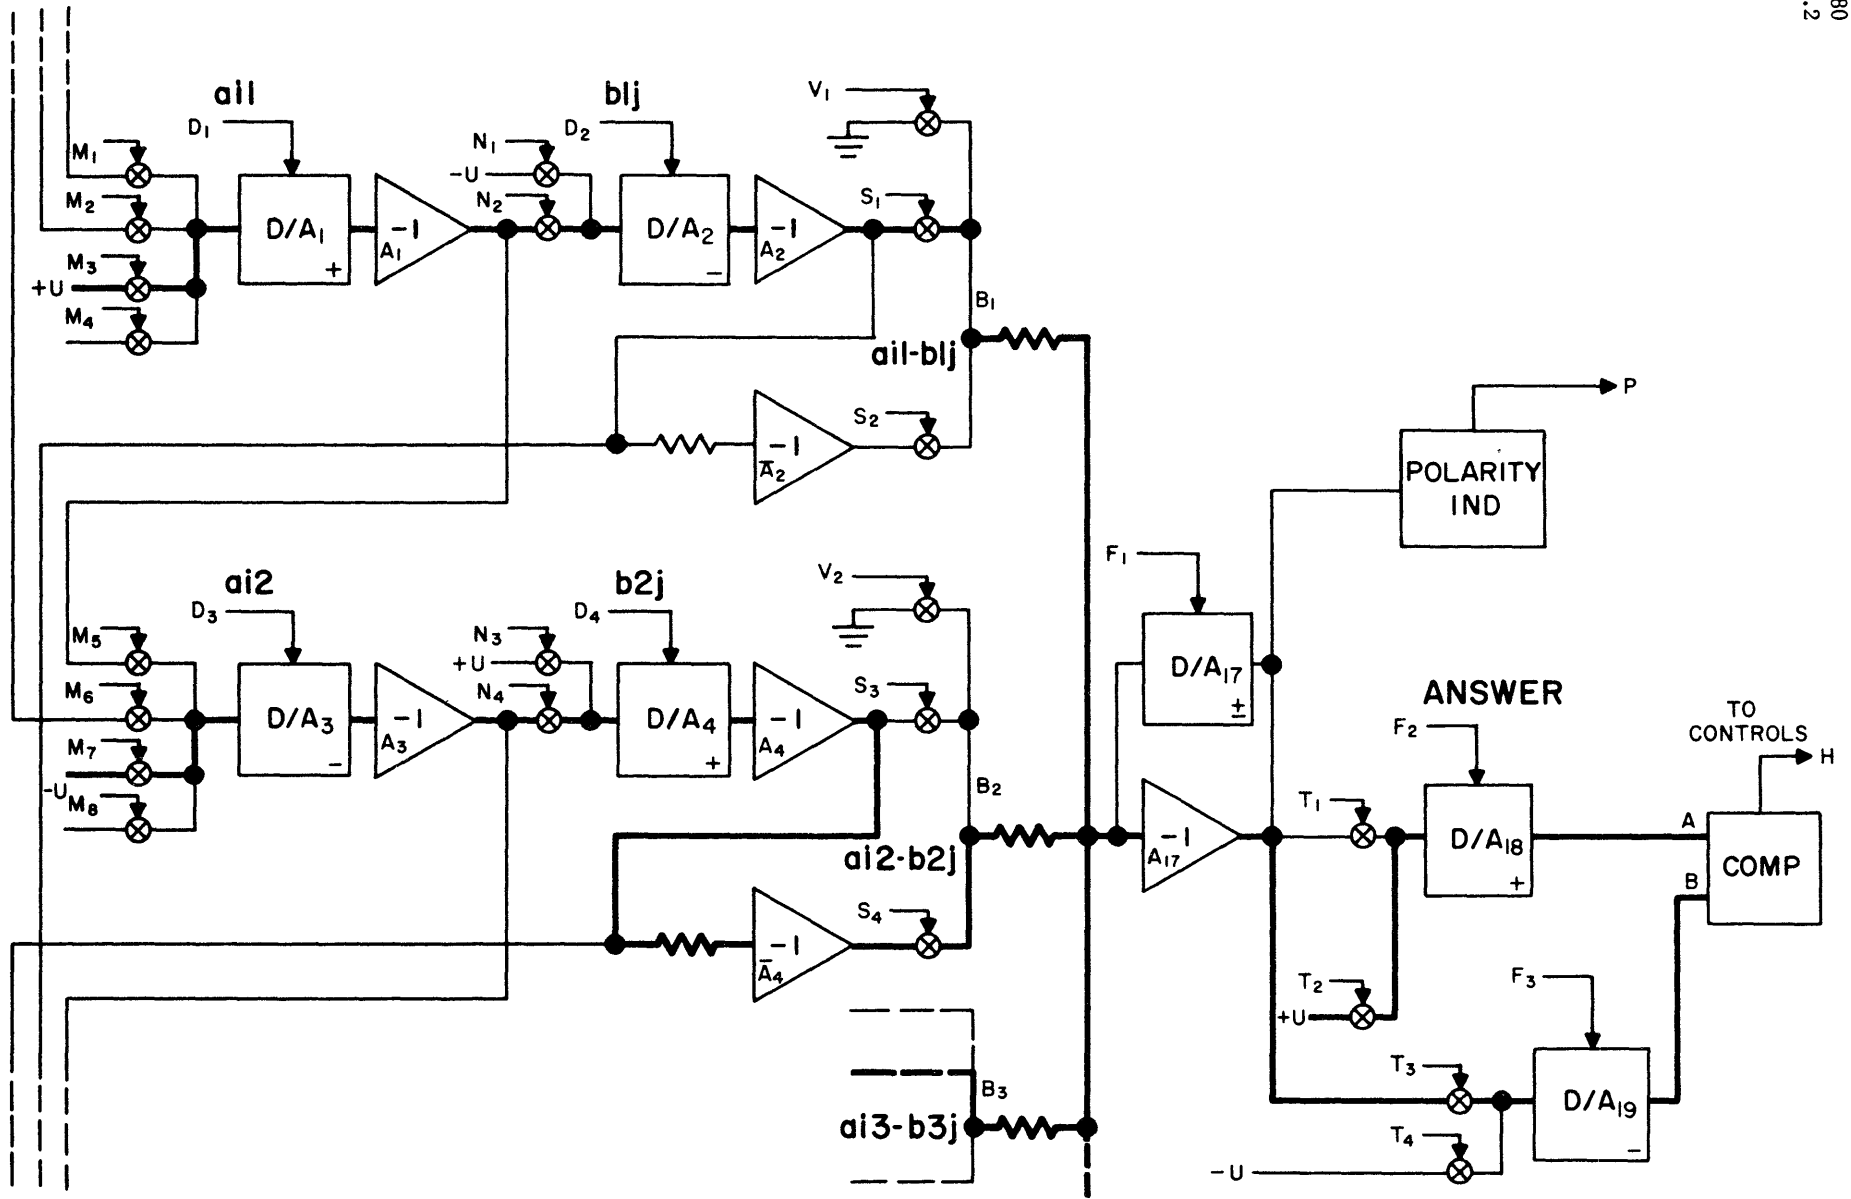 80
.2
ai1
b1j
V₁
D₁
D₂
M₁
N₁
-U
M₂
N₂
S₁
D/A₁
+
-1
A₁
D/A₂
-
-1
A₂
M₃
+U
M₄
B₁
ai1-b1j
S₂
-1
A̅₂
P
POLARITY
IND
F₁
V₂
ai2
b2j
D₃
D₄
M₅
N₃
+U
M₆
N₄
S₃
D/A₃
-
-1
A₃
D/A₄
+
-1
A₄
M₇
-U
M₈
B₂
ai2-b2j
D/A₁₇
±
ANSWER
F₂
TO
CONTROLS
H
T₁
-1
A₁₇
D/A₁₈
+
A
B
COMP
S₄
-1
A̅₄
T₂
+U
F₃
B₃
ai3-b3j
T₃
D/A₁₉
-
T₄
-U